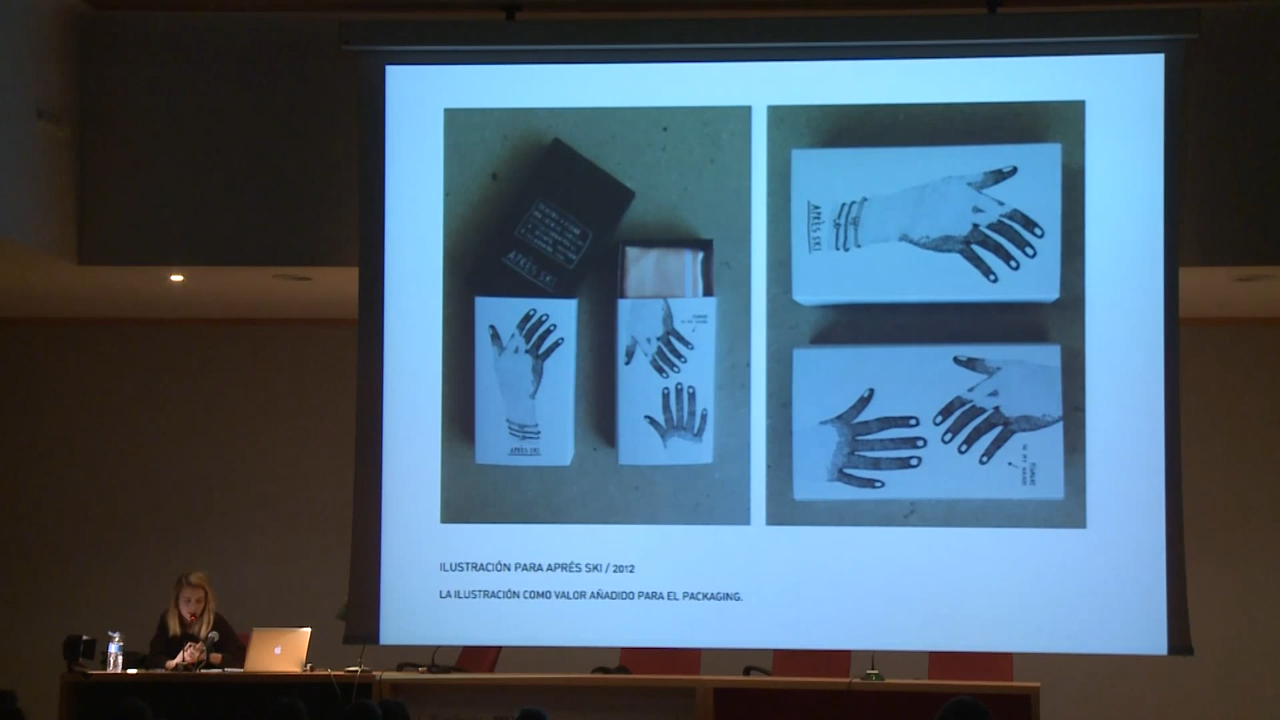 APRÈS SKI
APRÈS SKI
APRÈS SKI
ILUSTRACIÓN PARA APRÉS SKI / 2012
LA ILUSTRACIÓN COMO VALOR AÑADIDO PARA EL PACKAGING.